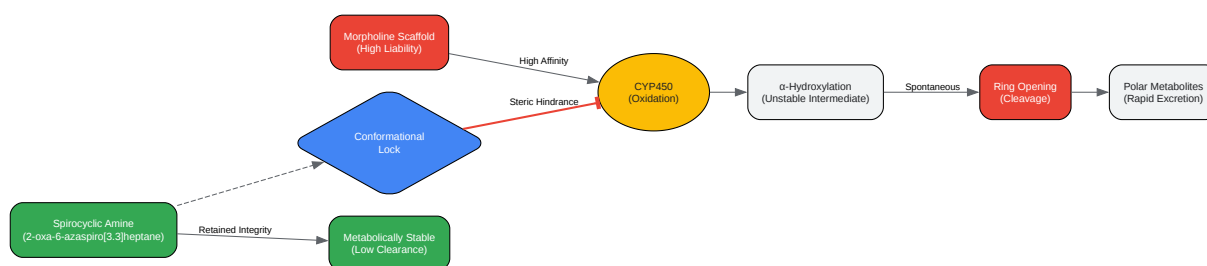 Morpholine Scaffold
(High Liability)
High Affinity
CYP450
(Oxidation)
α-Hydroxylation
(Unstable Intermediate)
Spontaneous
Ring Opening
(Cleavage)
Polar Metabolites
(Rapid Excretion)
Steric Hindrance
Conformational
Lock
Spirocyclic Amine
(2-oxa-6-azaspiro[3.3]heptane)
Retained Integrity
Metabolically Stable
(Low Clearance)